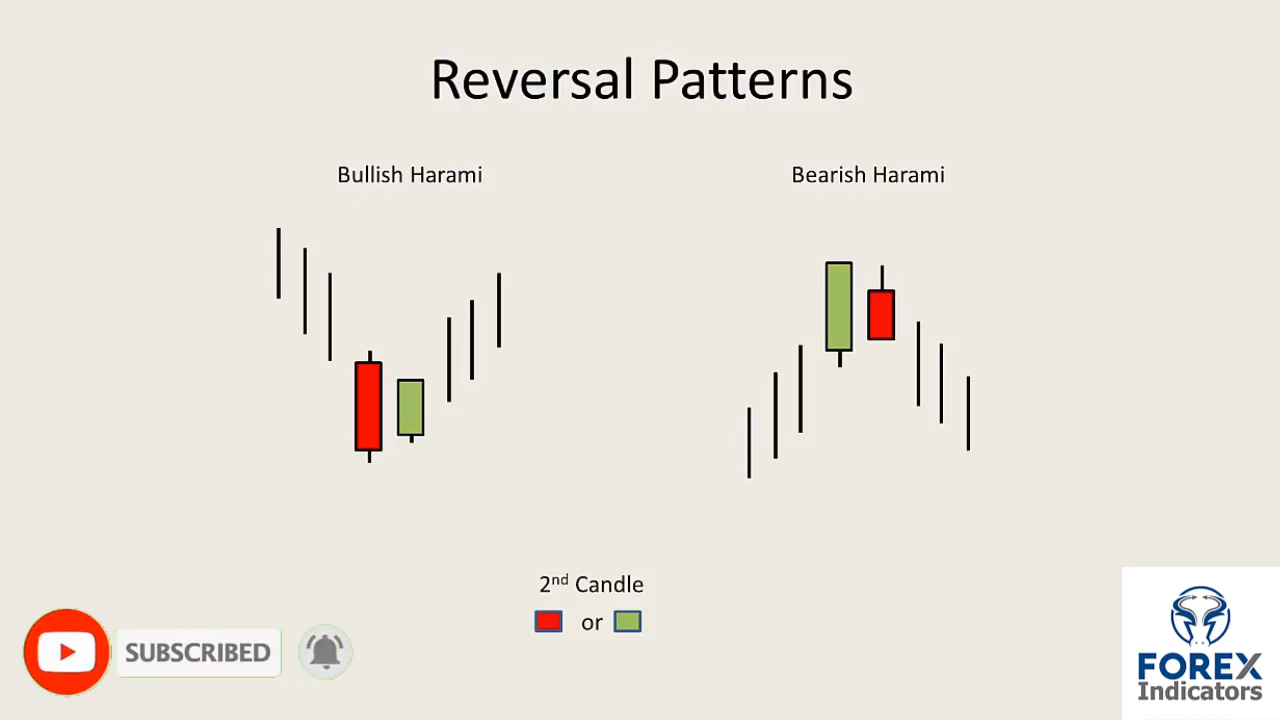 Reversal Patterns
Bullish Harami
Bearish Harami
2nd Candle
or
SUBSCRIBED
FOREX
Indicators